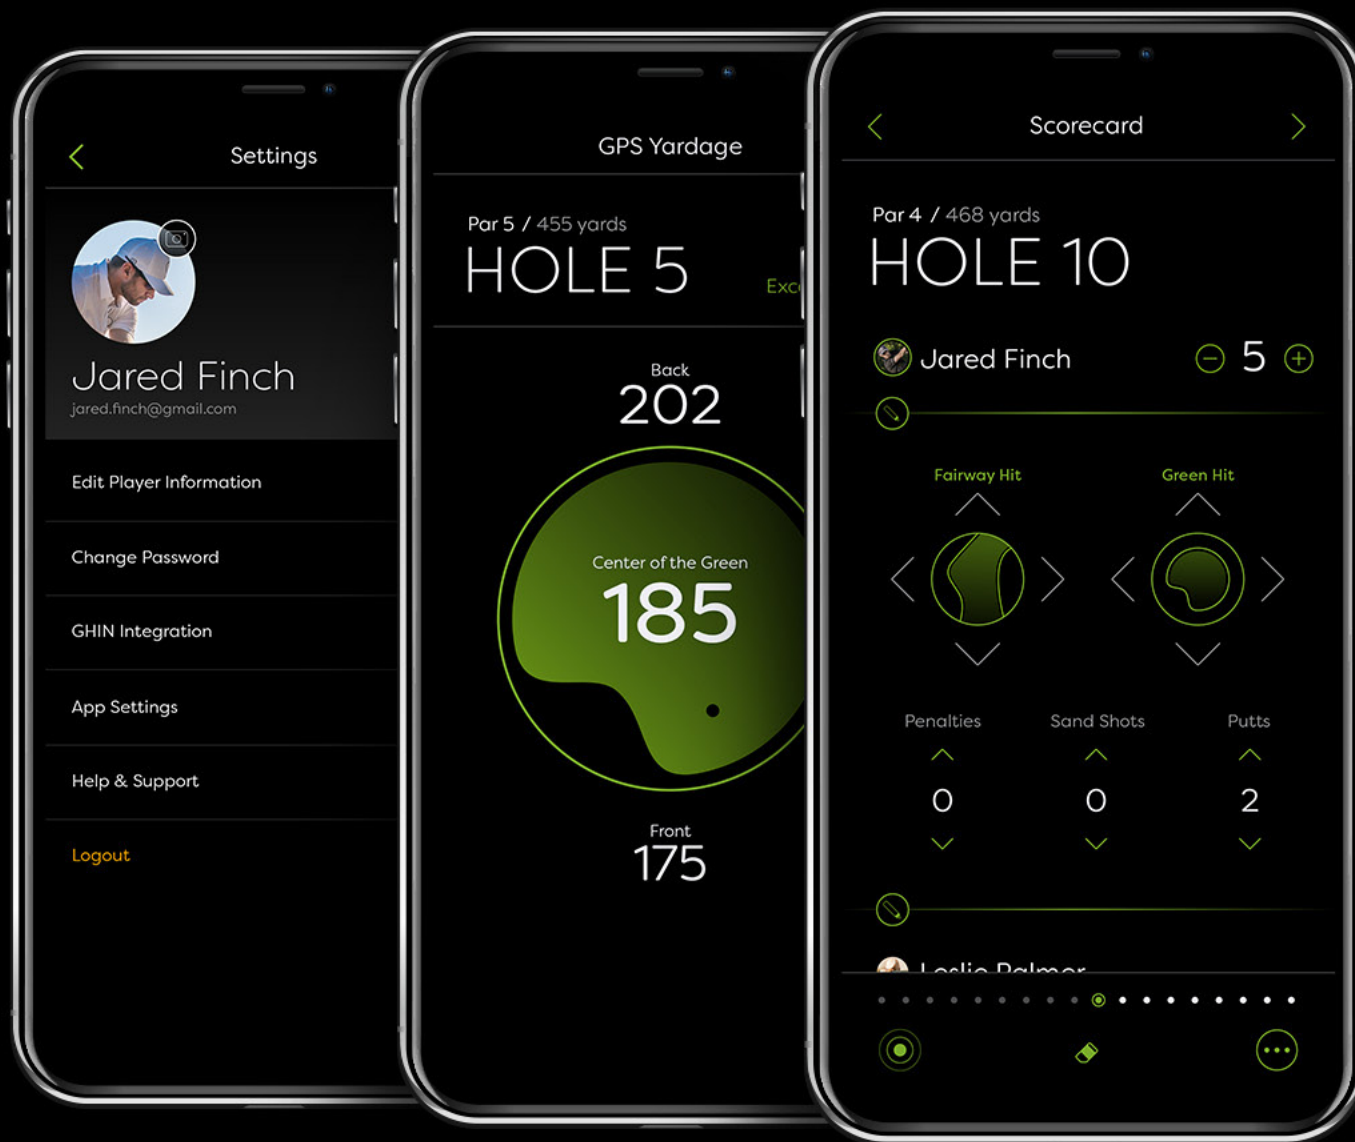 Settings
Jared Finch
jared.finch@gmail.com
Edit Player Information
Change Password
GHIN Integration
App Settings
Help & Support
Logout
GPS Yardage
Par 5 / 455 yards
HOLE 5
Back
202
Center of the Green
185
Front
175
Scorecard
Par 4 / 468 yards
HOLE 10
Jared Finch
5
Fairway Hit
Green Hit
Penalties
Sand Shots
Putts
0
0
2
Leslie Palmer